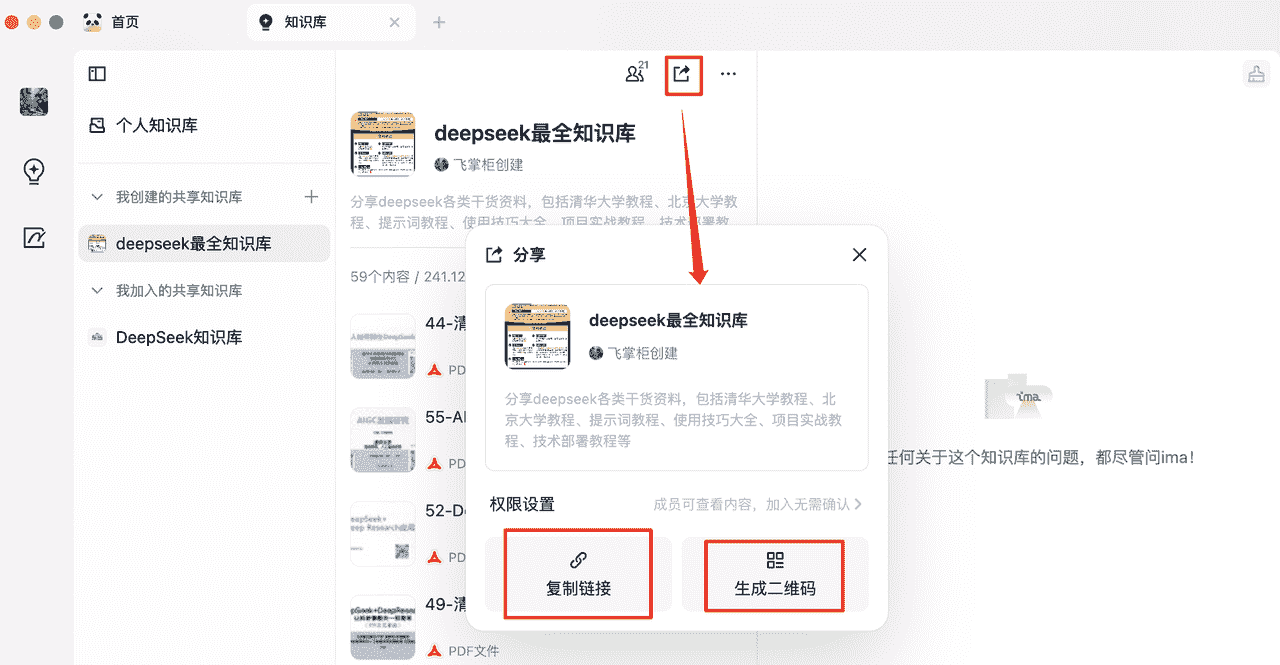 首页
知识库
个人知识库
我创建的共享知识库
deepseek最全知识库
我加入的共享知识库
DeepSeek知识库
21
deepseek最全知识库
飞掌柜创建
分享deepseek各类干货资料，包括清华大学教程、北京大学教
程、提示词教程、使用技巧大全、项目实战教程、技术部署教
59个内容 / 241.12
44-清
PD
AIGC发展研究
55-AI
PD
52-De
PD
49-清
PDF文件
分享
deepseek最全知识库
飞掌柜创建
分享deepseek各类干货资料，包括清华大学教程、北
京大学教程、提示词教程、使用技巧大全、项目实战教
程、技术部署教程等
权限设置
成员可查看内容，加入无需确认
复制链接
生成二维码
ima
任何关于这个知识库的问题，都尽管问ima！